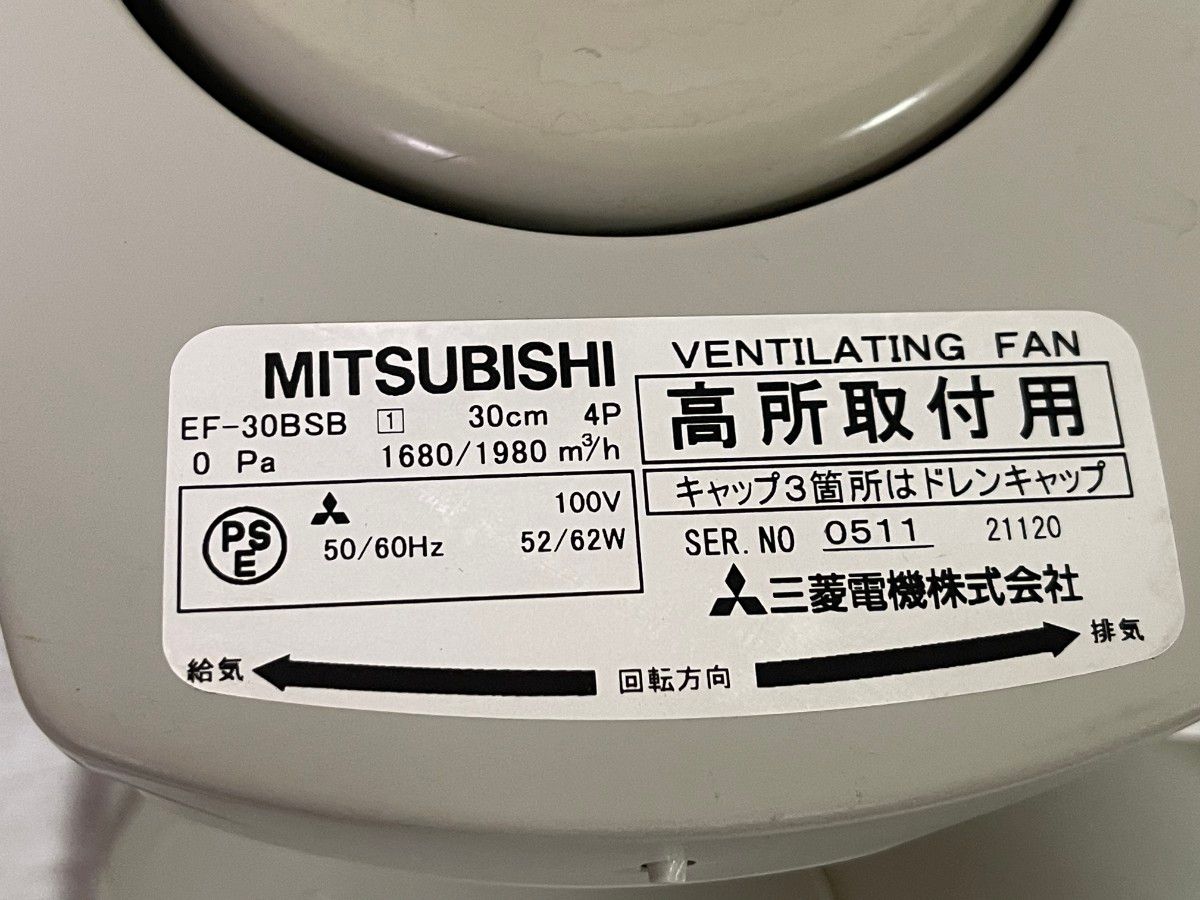 MITSUBISHI
EF-30BSB 1 30cm 4P
0 Pa 1680/1980 m³/h
PSE
100V
50/60Hz 52/62W
VENTILATING FAN
高所取付用
キャップ3箇所はドレンキャップ
SER.NO 0511 21120
三菱電機株式会社
給気 回転方向 排気